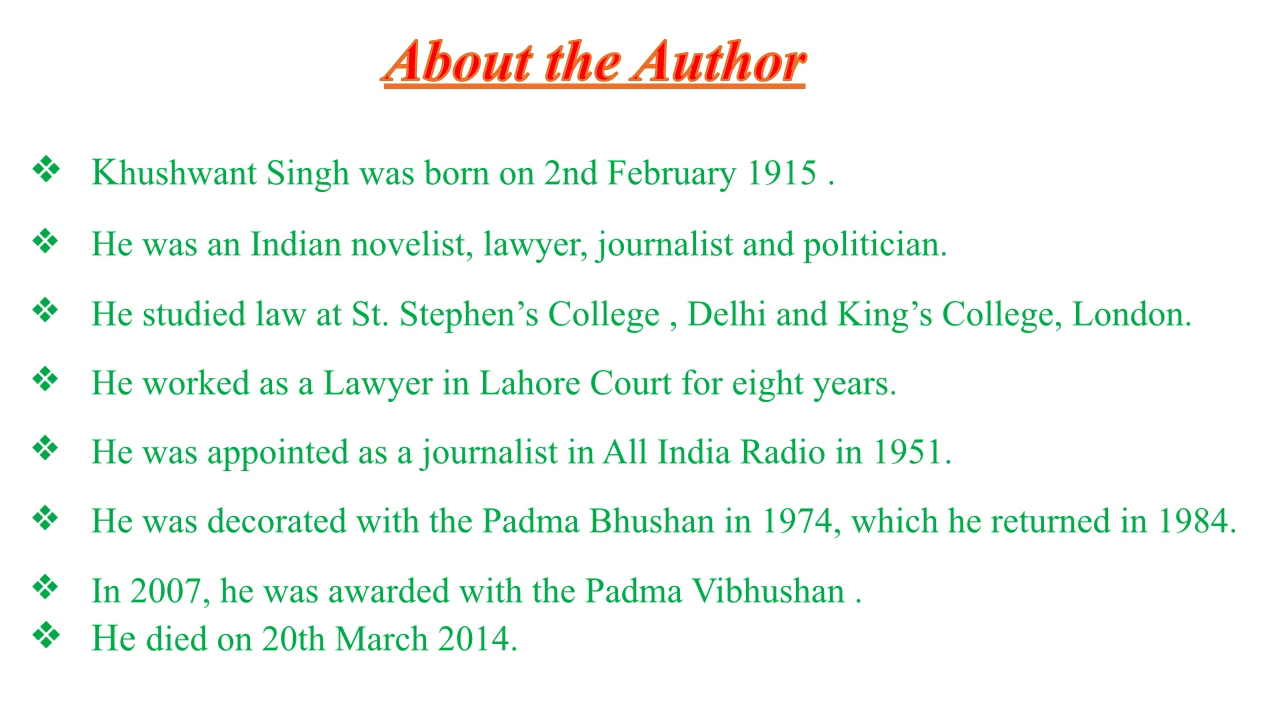 About the Author
❖ Khushwant Singh was born on 2nd February 1915 .
❖ He was an Indian novelist, lawyer, journalist and politician.
❖ He studied law at St. Stephen’s College , Delhi and King’s College, London.
❖ He worked as a Lawyer in Lahore Court for eight years.
❖ He was appointed as a journalist in All India Radio in 1951.
❖ He was decorated with the Padma Bhushan in 1974, which he returned in 1984.
❖ In 2007, he was awarded with the Padma Vibhushan .
❖ He died on 20th March 2014.